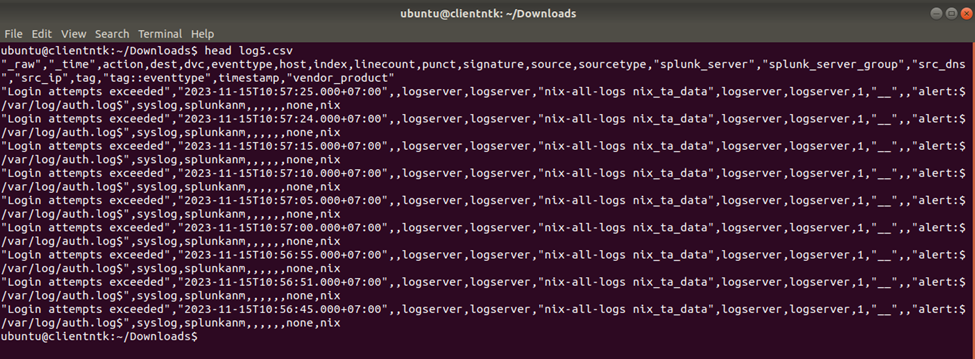 ubuntu@clientntk: ~/Downloads
File Edit View Search Terminal Help
ubuntu@clientntk:~/Downloads$ head log5.csv
"_raw","_time",action,dest,dvc,eventtype,host,index,linecount,punct,signature,source,sourcetype,"splunk_server","splunk_server_group","src_dns
","src_ip",tag,"tag::eventtype",timestamp,"vendor_product"
"Login attempts exceeded","2023-11-15T10:57:25.000+07:00",,logserver,logserver,"nix-all-logs nix_ta_data",logserver,logserver,1,"__",,"alert:$
/var/log/auth.log$",syslog,splunkanm,,,,,,none,nix
"Login attempts exceeded","2023-11-15T10:57:24.000+07:00",,logserver,logserver,"nix-all-logs nix_ta_data",logserver,logserver,1,"__",,"alert:$
/var/log/auth.log$",syslog,splunkanm,,,,,,none,nix
"Login attempts exceeded","2023-11-15T10:57:15.000+07:00",,logserver,logserver,"nix-all-logs nix_ta_data",logserver,logserver,1,"__",,"alert:$
/var/log/auth.log$",syslog,splunkanm,,,,,,none,nix
"Login attempts exceeded","2023-11-15T10:57:10.000+07:00",,logserver,logserver,"nix-all-logs nix_ta_data",logserver,logserver,1,"__",,"alert:$
/var/log/auth.log$",syslog,splunkanm,,,,,,none,nix
"Login attempts exceeded","2023-11-15T10:57:05.000+07:00",,logserver,logserver,"nix-all-logs nix_ta_data",logserver,logserver,1,"__",,"alert:$
/var/log/auth.log$",syslog,splunkanm,,,,,,none,nix
"Login attempts exceeded","2023-11-15T10:57:00.000+07:00",,logserver,logserver,"nix-all-logs nix_ta_data",logserver,logserver,1,"__",,"alert:$
/var/log/auth.log$",syslog,splunkanm,,,,,,none,nix
"Login attempts exceeded","2023-11-15T10:56:55.000+07:00",,logserver,logserver,"nix-all-logs nix_ta_data",logserver,logserver,1,"__",,"alert:$
/var/log/auth.log$",syslog,splunkanm,,,,,,none,nix
"Login attempts exceeded","2023-11-15T10:56:51.000+07:00",,logserver,logserver,"nix-all-logs nix_ta_data",logserver,logserver,1,"__",,"alert:$
/var/log/auth.log$",syslog,splunkanm,,,,,,none,nix
"Login attempts exceeded","2023-11-15T10:56:45.000+07:00",,logserver,logserver,"nix-all-logs nix_ta_data",logserver,logserver,1,"__",,"alert:$
/var/log/auth.log$",syslog,splunkanm,,,,,,none,nix
ubuntu@clientntk:~/Downloads$